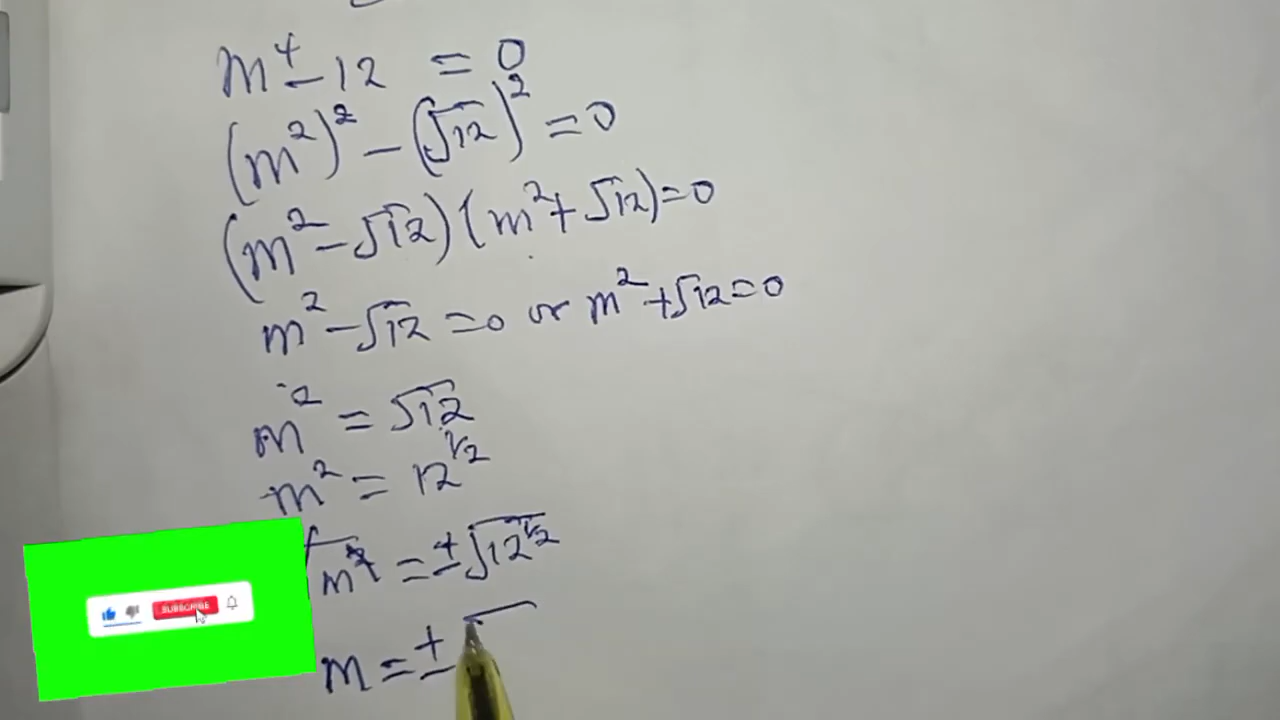 m⁴ - 12 = 0
(m²)² - (√12)² = 0
(m² - √12)(m² + √12) = 0
m² - √12 = 0 or m² + √12 = 0
m² = √12
m² = 12^½
√m² = ±√12^½
m = ±√
SUBSCRIBE